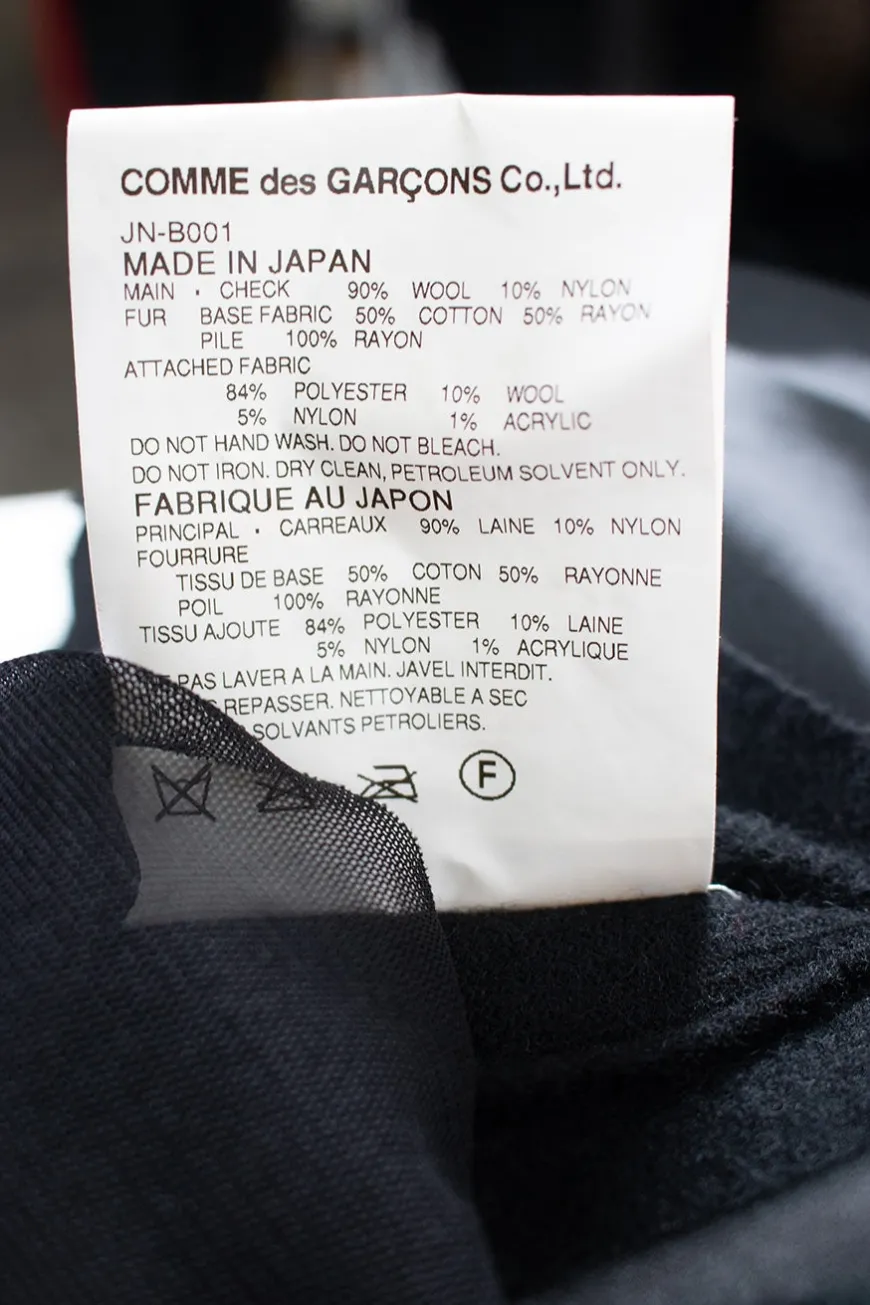 COMME des GARÇONS Co.,Ltd.
JN-B001
MADE IN JAPAN
MAIN · CHECK 90% WOOL 10% NYLON
FUR BASE FABRIC 50% COTTON 50% RAYON
PILE 100% RAYON
ATTACHED FABRIC
84% POLYESTER 10% WOOL
5% NYLON 1% ACRYLIC
DO NOT HAND WASH. DO NOT BLEACH.
DO NOT IRON. DRY CLEAN, PETROLEUM SOLVENT ONLY.
FABRIQUE AU JAPON
PRINCIPAL · CARREAUX 90% LAINE 10% NYLON
FOURRURE
TISSU DE BASE 50% COTON 50% RAYONNE
POIL 100% RAYONNE
TISSU AJOUTE 84% POLYESTER 10% LAINE
5% NYLON 1% ACRYLIQUE
PAS LAVER A LA MAIN. JAVEL INTERDIT.
REPASSER. NETTOYABLE A SEC
SOLVANTS PETROLIERS.
F